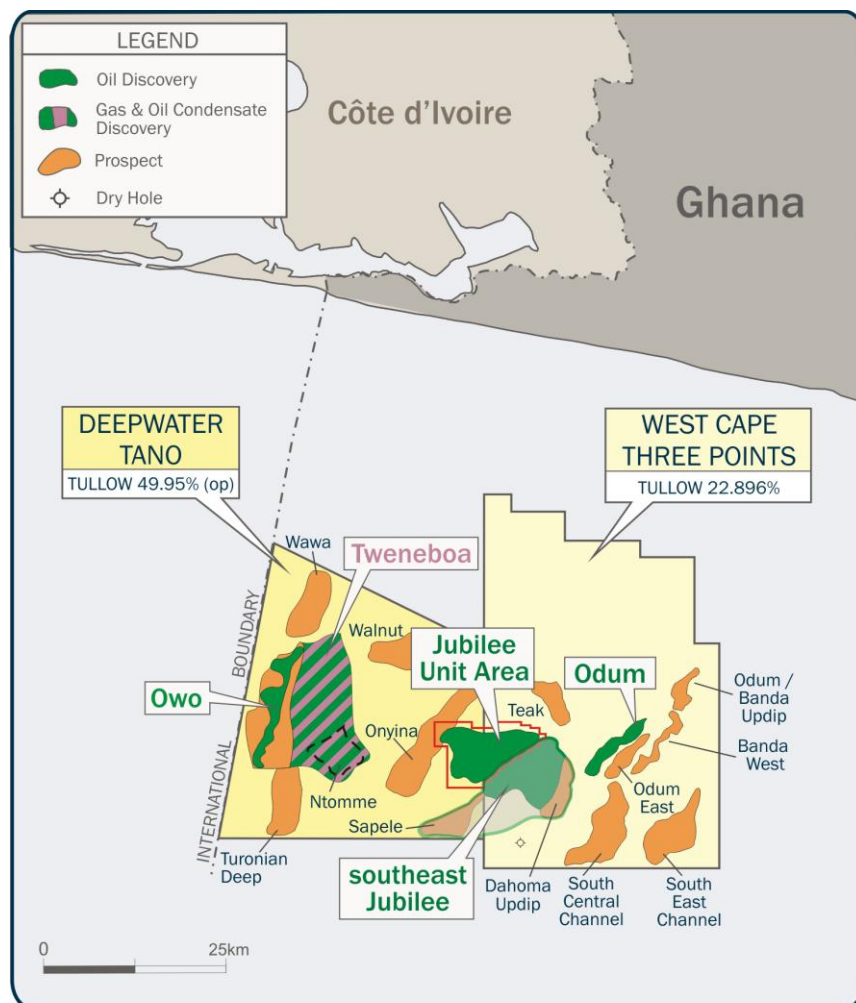 LEGEND
Oil Discovery
Gas & Oil Condensate
Discovery
Prospect
Dry Hole
Côte d'Ivoire
Ghana
DEEPWATER
TANO
TULLOW 49.95% (op)
WEST CAPE
THREE POINTS
TULLOW 22.896%
Wawa
Tweneboa
INTERNATIONAL BOUNDARY
Walnut
Jubilee
Unit Area
Odum
Owo
Teak
Odum /
Banda
Updip
Onyina
Banda
West
Ntomme
Odum
East
Sapele
Turonian
Deep
southeast
Jubilee
Dahoma
Updip
South
Central
Channel
South
East
Channel
0
25km